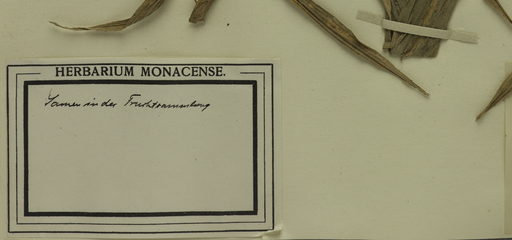 HERBARIUM MONACENSE.
Samen in der Fruchtsammlung